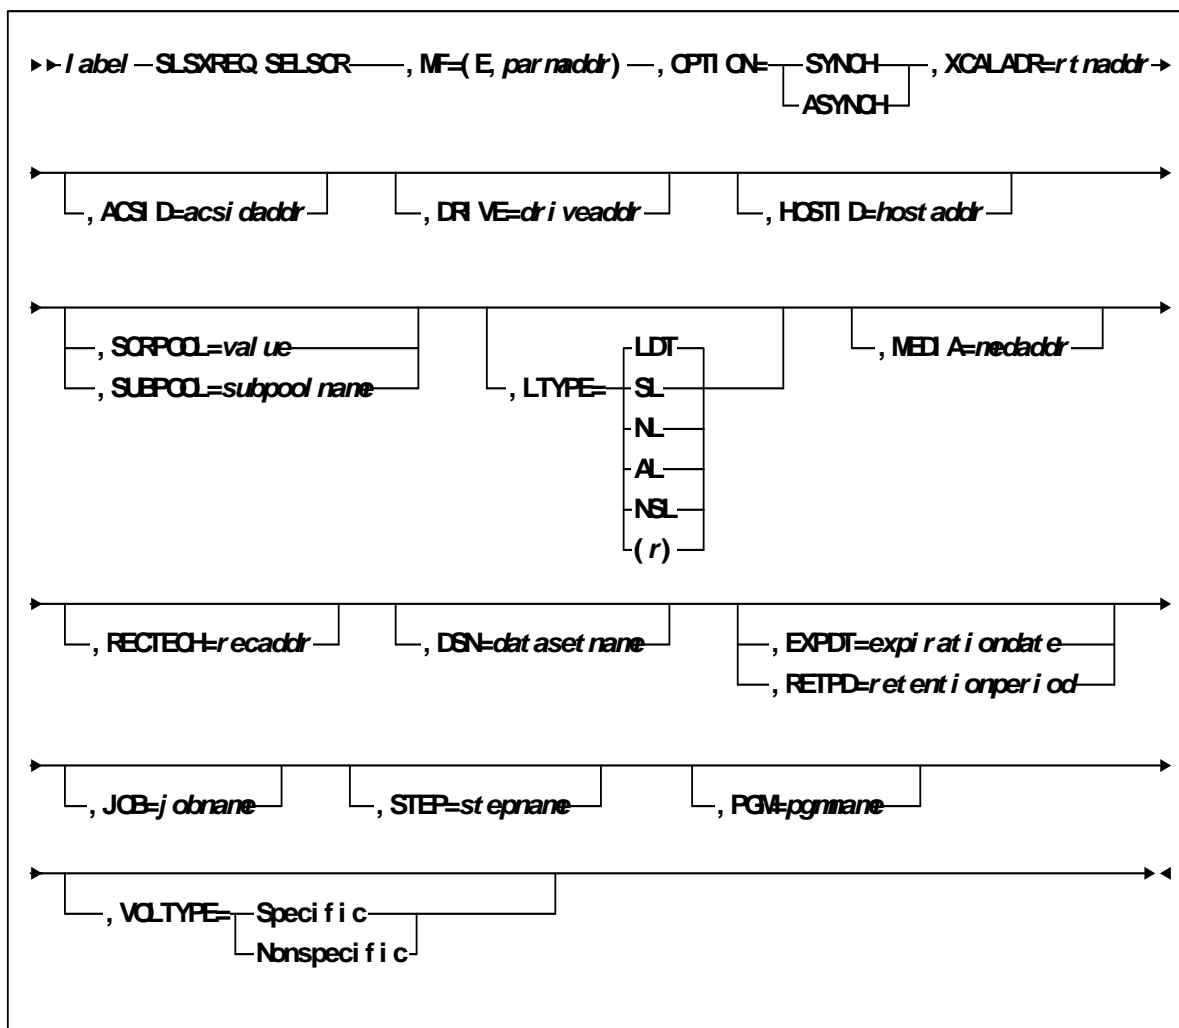 label SLSXREQ SELSCR ,MF=(E,parmaddr) ,OPTION= SYNCH ,XCALADR=rtnaddr
ASYNCH
,ACSID=acsidaddr ,DRIVE=driveaddr ,HOSTID=hostaddr
,SCRPOOL=value
,SUBPOOL=subpoolname
,LTYPE=
LDT
SL
NL
AL
NSL
(r)
,MEDIA=medaddr
,RECTECH=recaddr ,DSN=datasetname ,EXPDT=expirationdate
,RETPD=retentionperiod
,JOB=jobname ,STEP=stepname ,PGM=pgmname
,VOLTYPE= Specific
Nonspecific